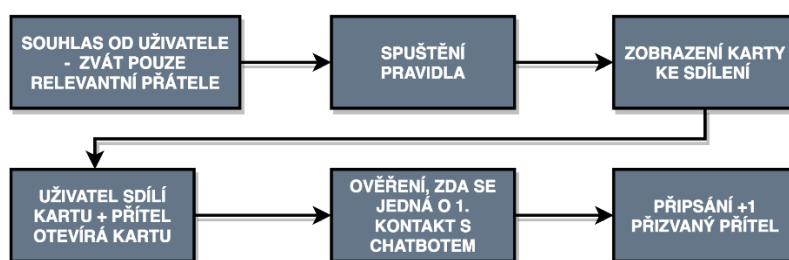 SOUHLAS OD UŽIVATELE
- ZVÁT POUZE
RELEVANTNÍ PŘÁTELE
SPUŠTĚNÍ
PRAVIDLA
ZOBRAZENÍ KARTY
KE SDÍLENÍ
UŽIVATEL SDÍLÍ
KARTU + PŘÍTEL
OTEVÍRÁ KARTU
OVĚŘENÍ, ZDA SE
JEDNÁ O 1.
KONTAKT S
CHATBOTEM
PŘIPSÁNÍ +1
PŘIZVANÝ PŘÍTEL